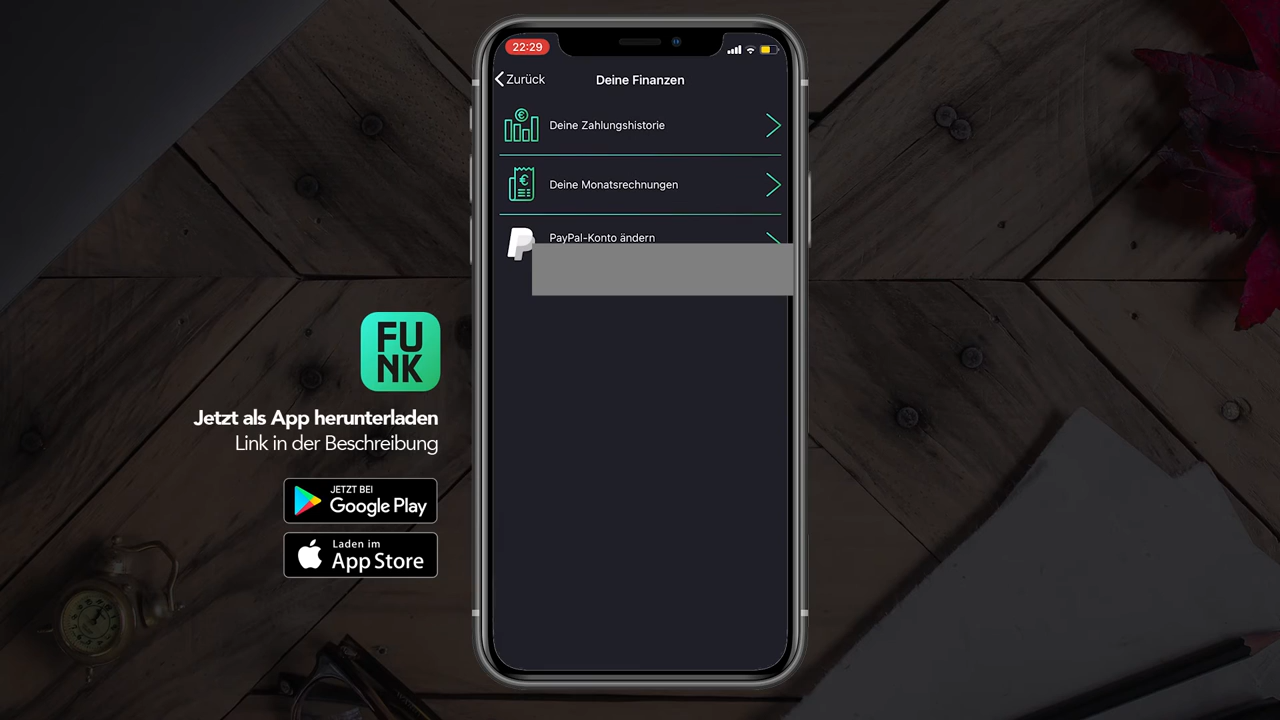 22:29
Zurück
Deine Finanzen
Deine Zahlungshistorie
Deine Monatsrechnungen
PayPal-Konto ändern
FU
NK
Jetzt als App herunterladen
Link in der Beschreibung
JETZT BEI
Google Play
Laden im
App Store